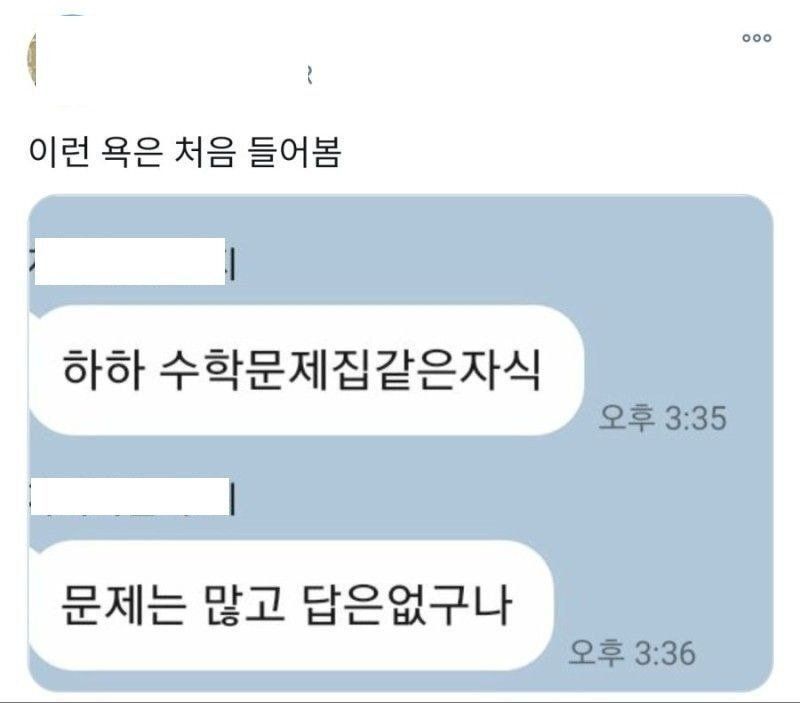 이런 욕은 처음 들어봄
하하 수학문제집같은자식
오후 3:35
문제는 많고 답은없구나
오후 3:36